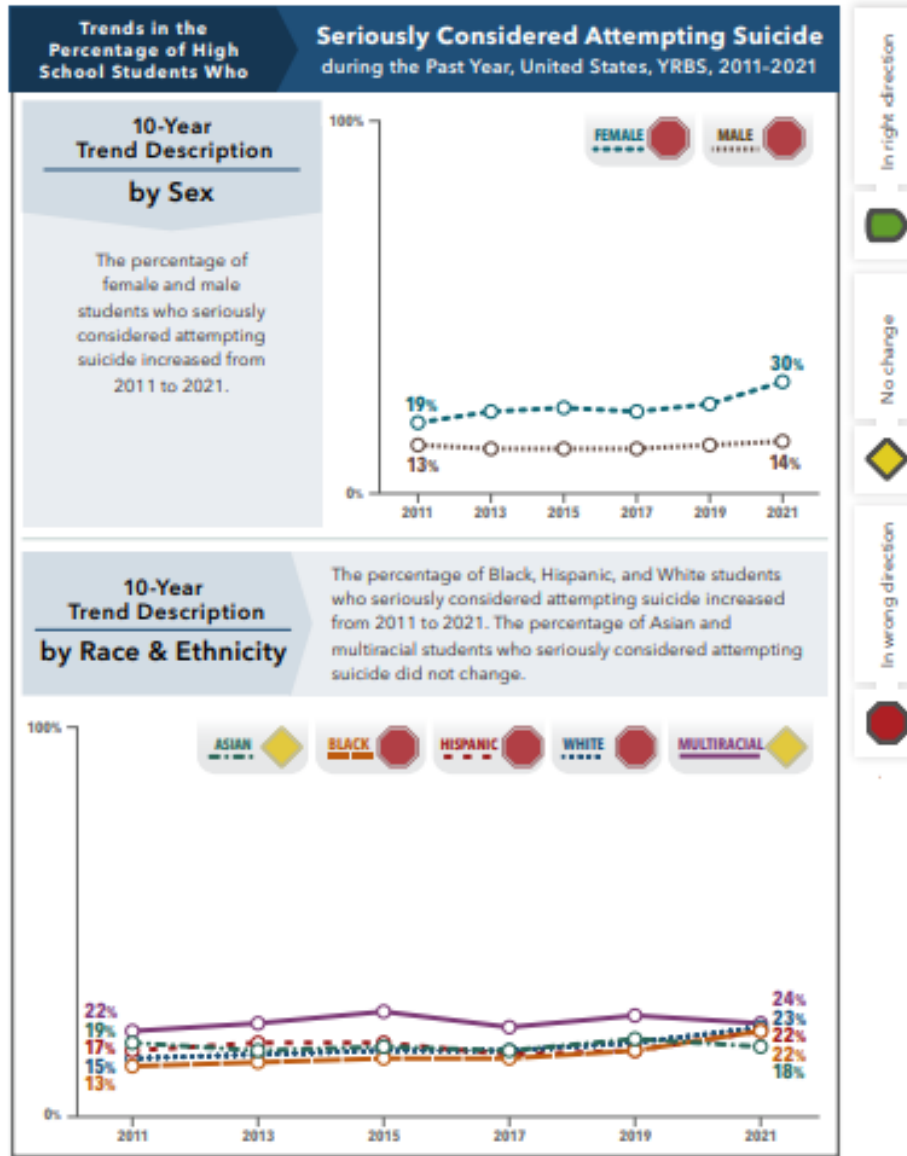 Trends in the
Percentage of High
School Students Who
Seriously Considered Attempting Suicide
during the Past Year, United States, YRBS, 2011-2021
10-Year
Trend Description
by Sex
The percentage of
female and male
students who seriously
considered attempting
suicide increased from
2011 to 2021.
100%
FEMALE
MALE
30%
19%
13%
14%
0%
2011 2013 2015 2017 2019 2021
10-Year
Trend Description
by Race & Ethnicity
The percentage of Black, Hispanic, and White students
who seriously considered attempting suicide increased
from 2011 to 2021. The percentage of Asian and
multiracial students who seriously considered attempting
suicide did not change.
100%
ASIAN
BLACK
HISPANIC
WHITE
MULTIRACIAL
22%
19%
17%
15%
13%
24%
23%
22%
22%
18%
0%
2011 2013 2015 2017 2019 2021
In right direction
No change
In wrong direction